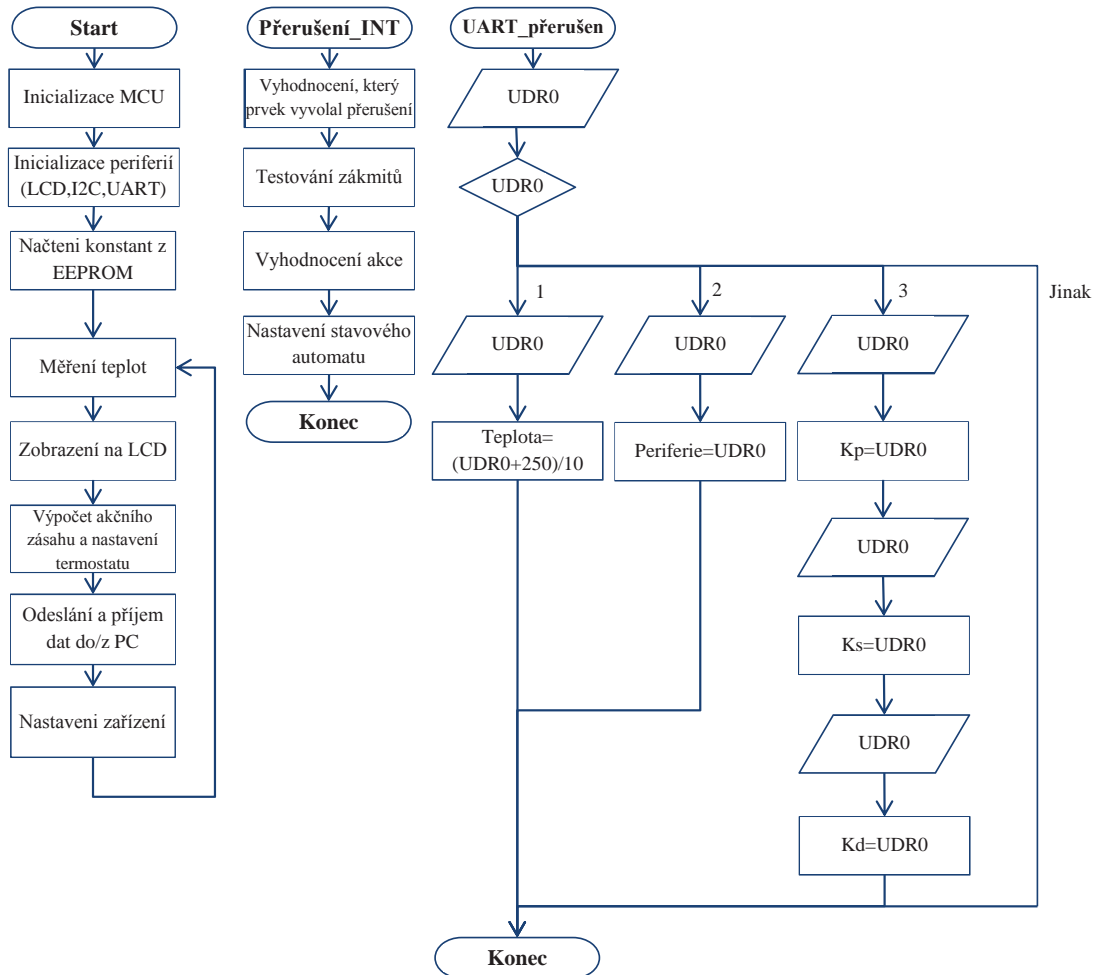 Start
Inicializace MCU
Inicializace periferií
(LCD,I2C,UART)
Načteni konstant z
EEPROM
Měření teplot
Zobrazení na LCD
Výpočet akčního
zásahu a nastavení
termostatu
Odeslání a příjem
dat do/z PC
Nastaveni zařízení
Přerušení_INT
Vyhodnocení, který
prvek vyvolal přerušení
Testování zákmitů
Vyhodnocení akce
Nastavení stavového
automatu
Konec
UART_přerušen
UDR0
UDR0
1
UDR0
Teplota=
(UDR0+250)/10
2
UDR0
Periferie=UDR0
3
UDR0
Kp=UDR0
UDR0
Ks=UDR0
UDR0
Kd=UDR0
Jinak
Konec